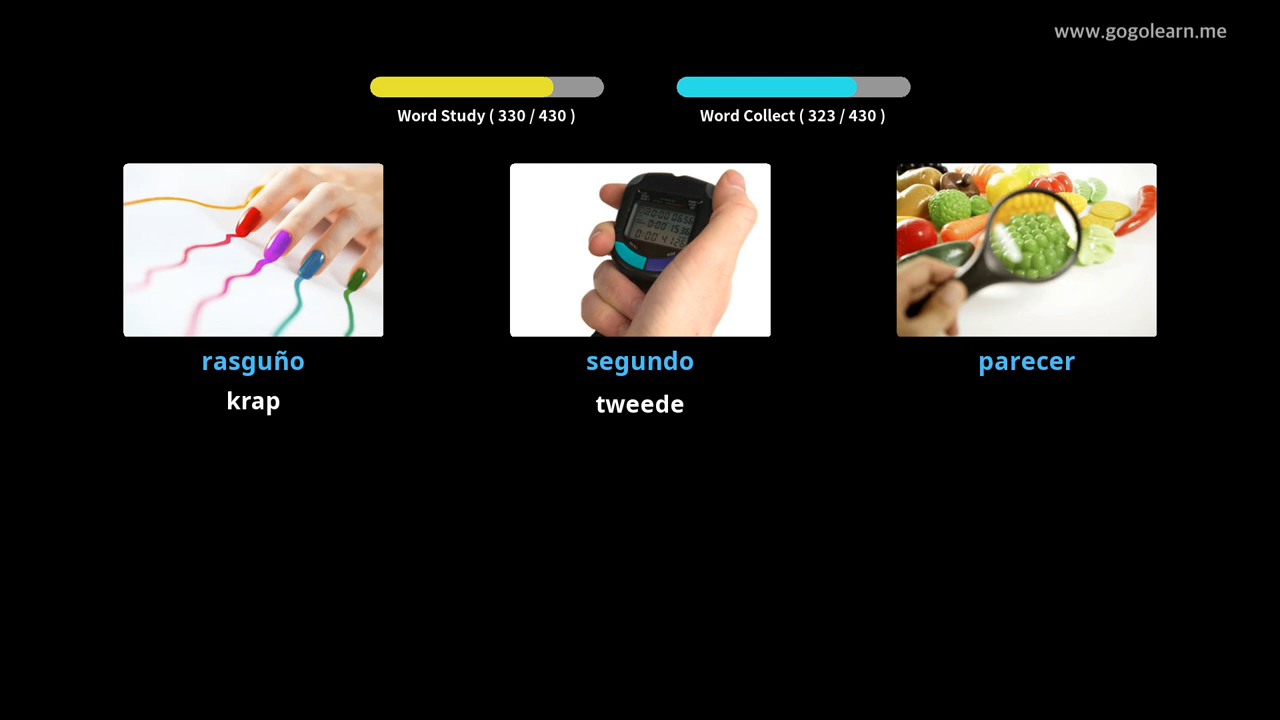 www.gogolearn.me
Word Study ( 330 / 430 )
Word Collect ( 323 / 430 )
rasguño
segundo
parecer
krap
tweede